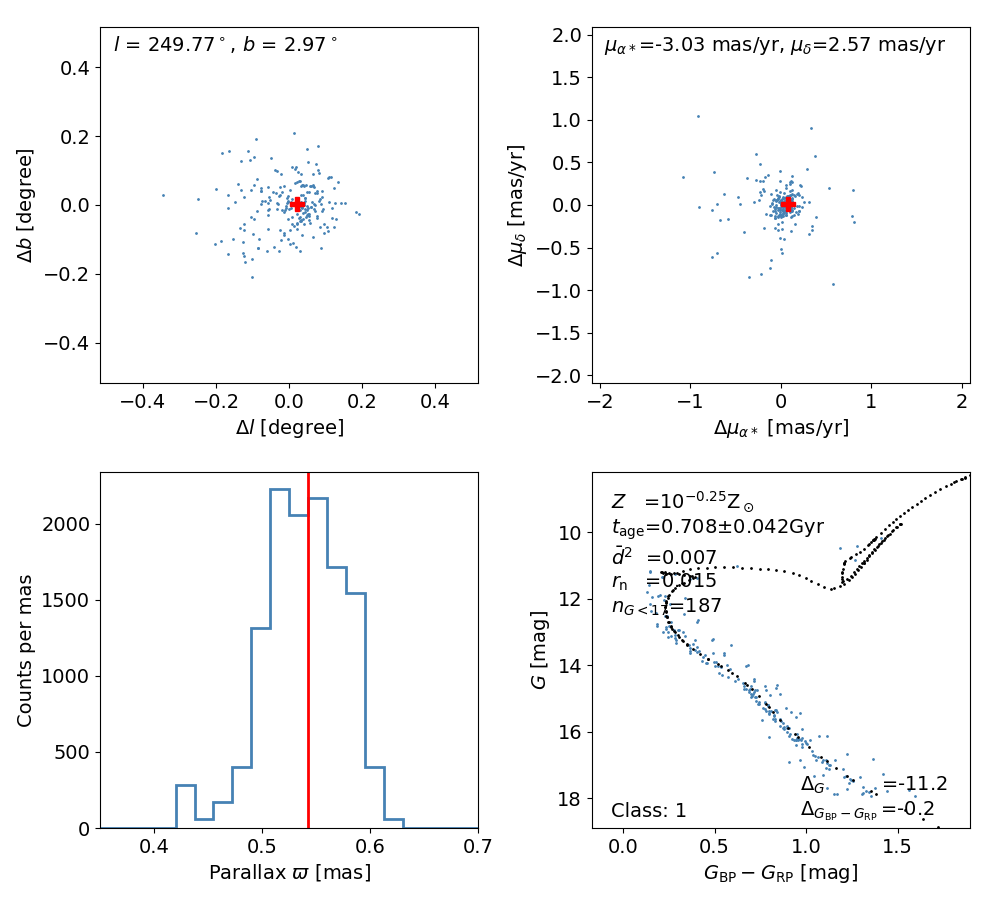 l = 249.77°, b = 2.97°
0.4
0.2
0.0
−0.2
−0.4
Δb [degree]
−0.4 −0.2 0.0 0.2 0.4
Δl [degree]
μα∗=-3.03 mas/yr, μδ=2.57 mas/yr
2.0
1.5
1.0
0.5
0.0
−0.5
−1.0
−1.5
−2.0
Δμδ [mas/yr]
−2 −1 0 1 2
Δμα∗ [mas/yr]
2000
1500
1000
500
0
Counts per mas
0.4 0.5 0.6 0.7
Parallax ϖ [mas]
Z =10^−0.25 Z⊙
tage=0.708±0.042Gyr
d̄² =0.007
rn =0.015
nG<17=187
10
12
14
16
18
G [mag]
ΔG =-11.2
ΔGBP−GRP =-0.2
Class: 1
0.0 0.5 1.0 1.5
GBP − GRP [mag]